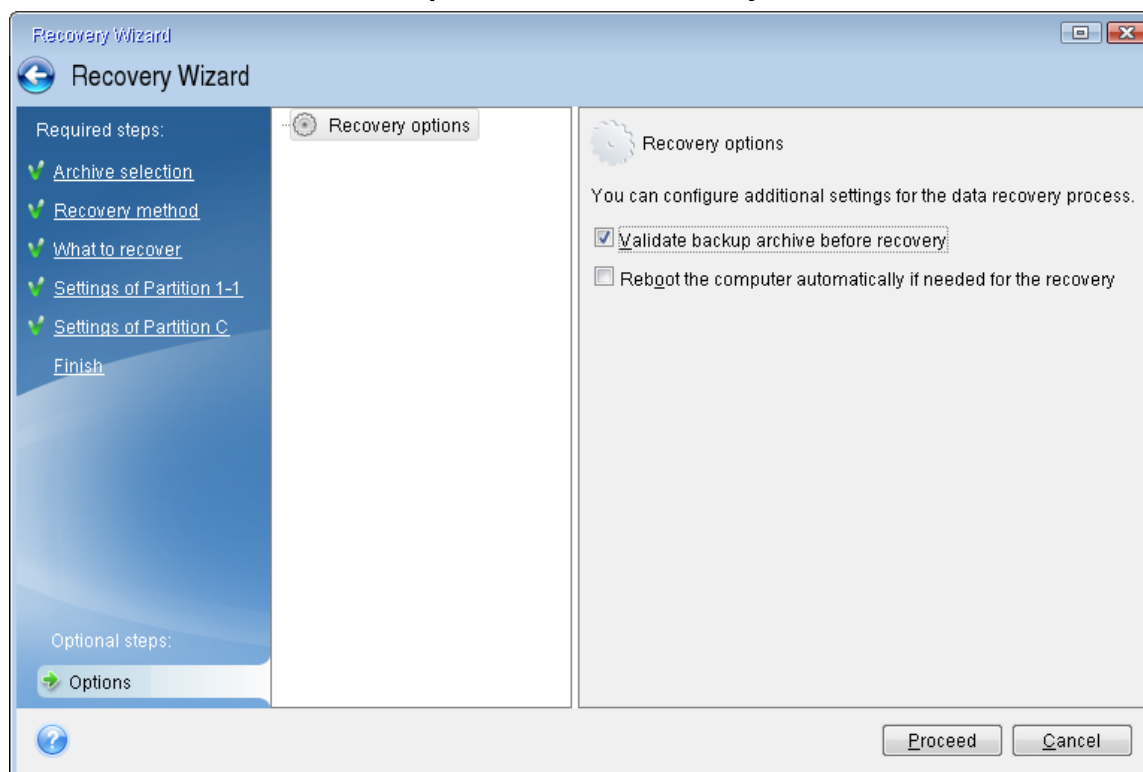 Recovery Wizard
Recovery Wizard
Required steps:
Archive selection
Recovery method
What to recover
Settings of Partition 1-1
Settings of Partition C
Finish
Optional steps:
Options
Recovery options
Recovery options
You can configure additional settings for the data recovery process.
Validate backup archive before recovery
Reboot the computer automatically if needed for the recovery
Proceed
Cancel